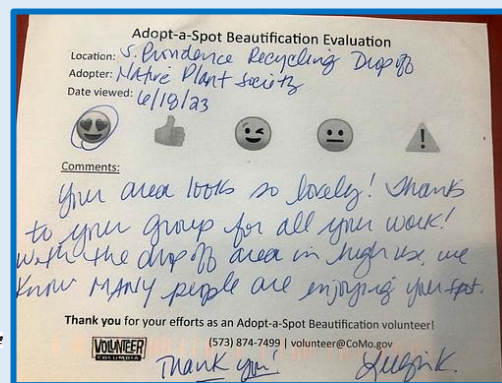 Adopt-a-Spot Beautification Evaluation
Location: S. Providence Recycling Drop off
Adopter: Native Plant Society
Date viewed: 6/19/23
Comments:
Your area looks so lovely! Thanks
to your group for all your work!
With the drop off area in high use, we
know MANY people are enjoying your spot.
Thank you for your efforts as an Adopt-a-Spot Beautification volunteer!
VOLUNTEER (573) 874-7499 | volunteer@CoMo.gov
COLUMBIA
Thank you!